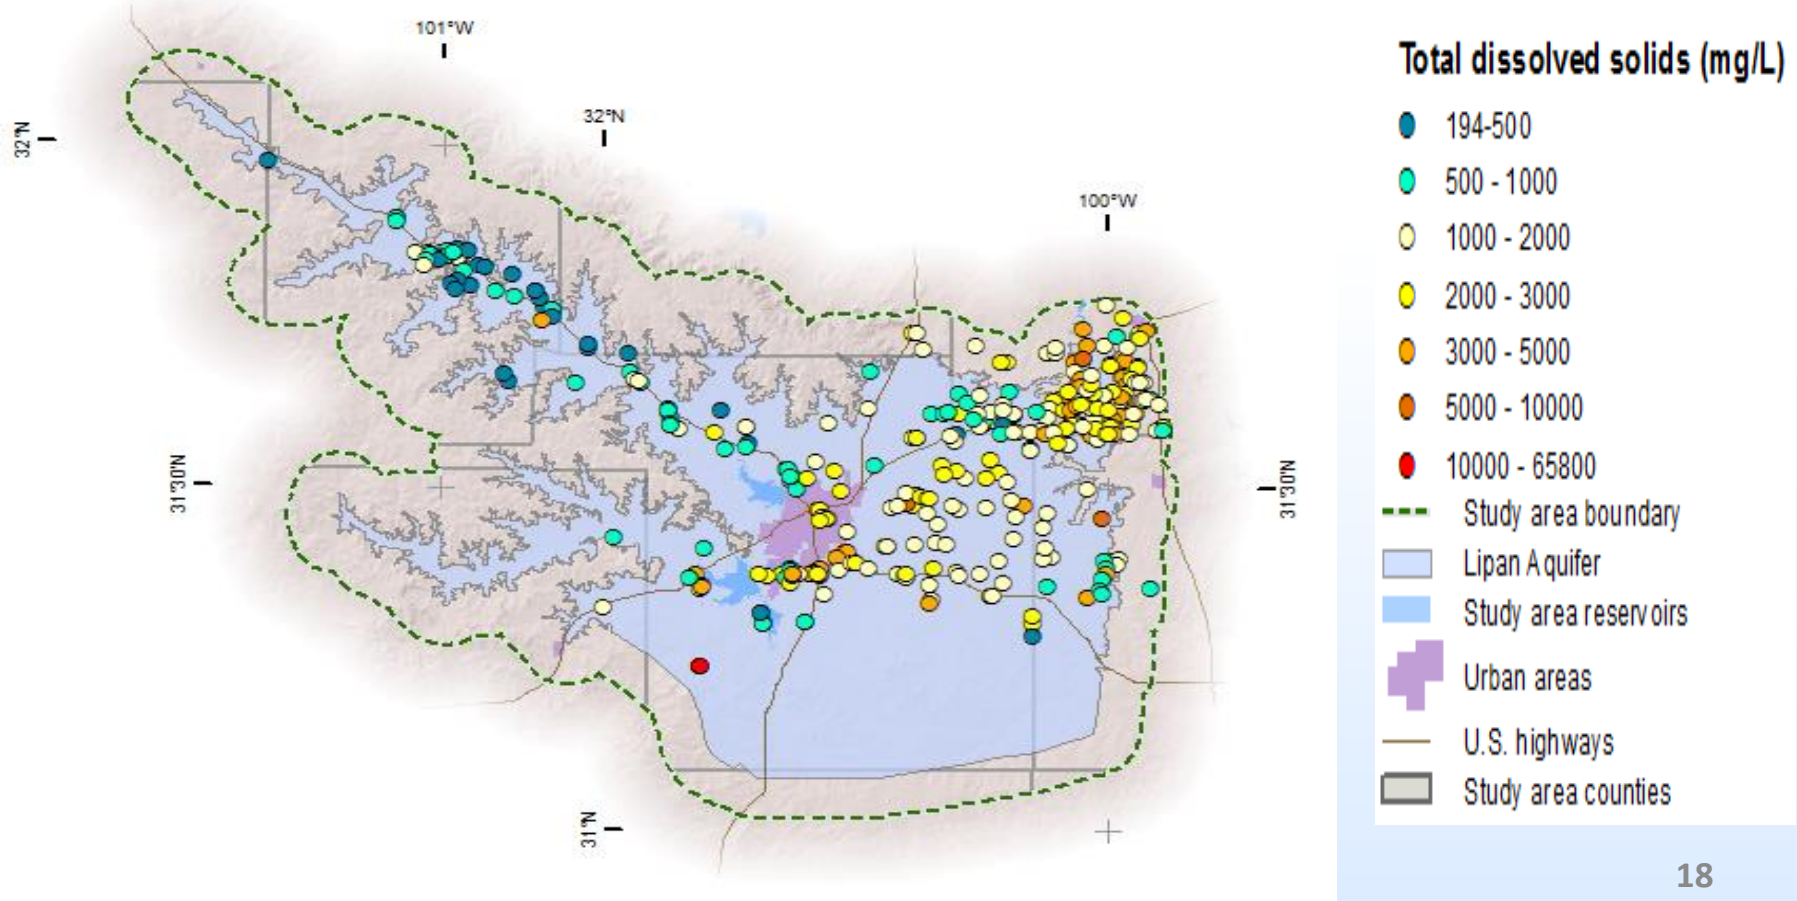 101°W
32°N
32°N
100°W
31°30'N
31°30'N
31°N
Total dissolved solids (mg/L)
194-500
500 - 1000
1000 - 2000
2000 - 3000
3000 - 5000
5000 - 10000
10000 - 65800
Study area boundary
Lipan Aquifer
Study area reservoirs
Urban areas
U.S. highways
Study area counties
18